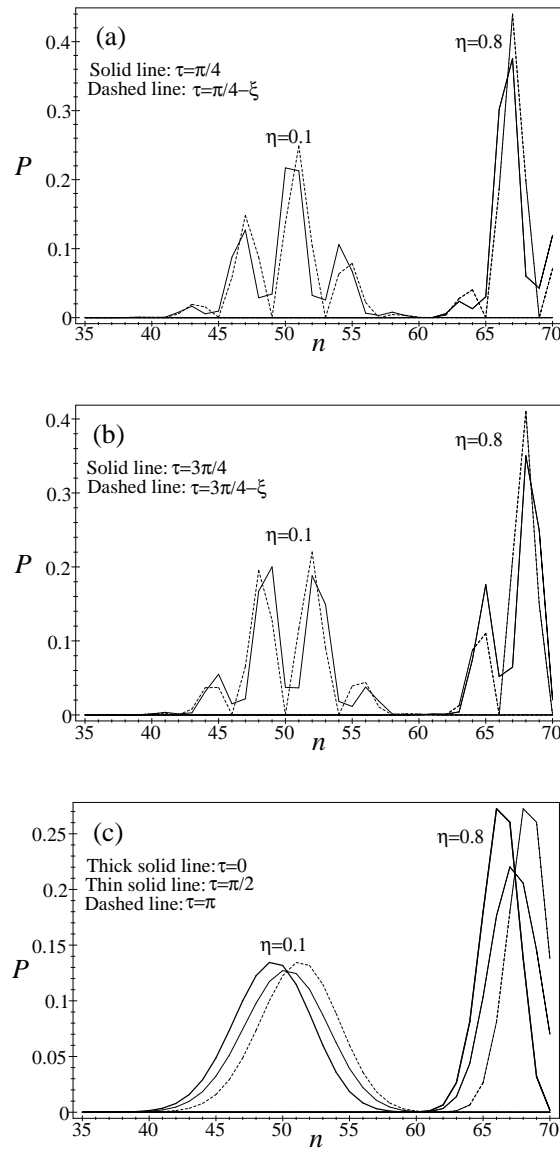 (a)
η=0.8
Solid line: τ=π/4
Dashed line: τ=π/4−ξ
η=0.1
P
0.4
0.3
0.2
0.1
0
35 40 45 50 55 60 65 70
n
(b)
η=0.8
Solid line: τ=3π/4
Dashed line: τ=3π/4−ξ
η=0.1
P
0.4
0.3
0.2
0.1
0
35 40 45 50 55 60 65 70
n
(c)
η=0.8
Thick solid line: τ=0
Thin solid line: τ=π/2
Dashed line: τ=π
η=0.1
P
0.25
0.2
0.15
0.1
0.05
0
35 40 45 50 55 60 65 70
n